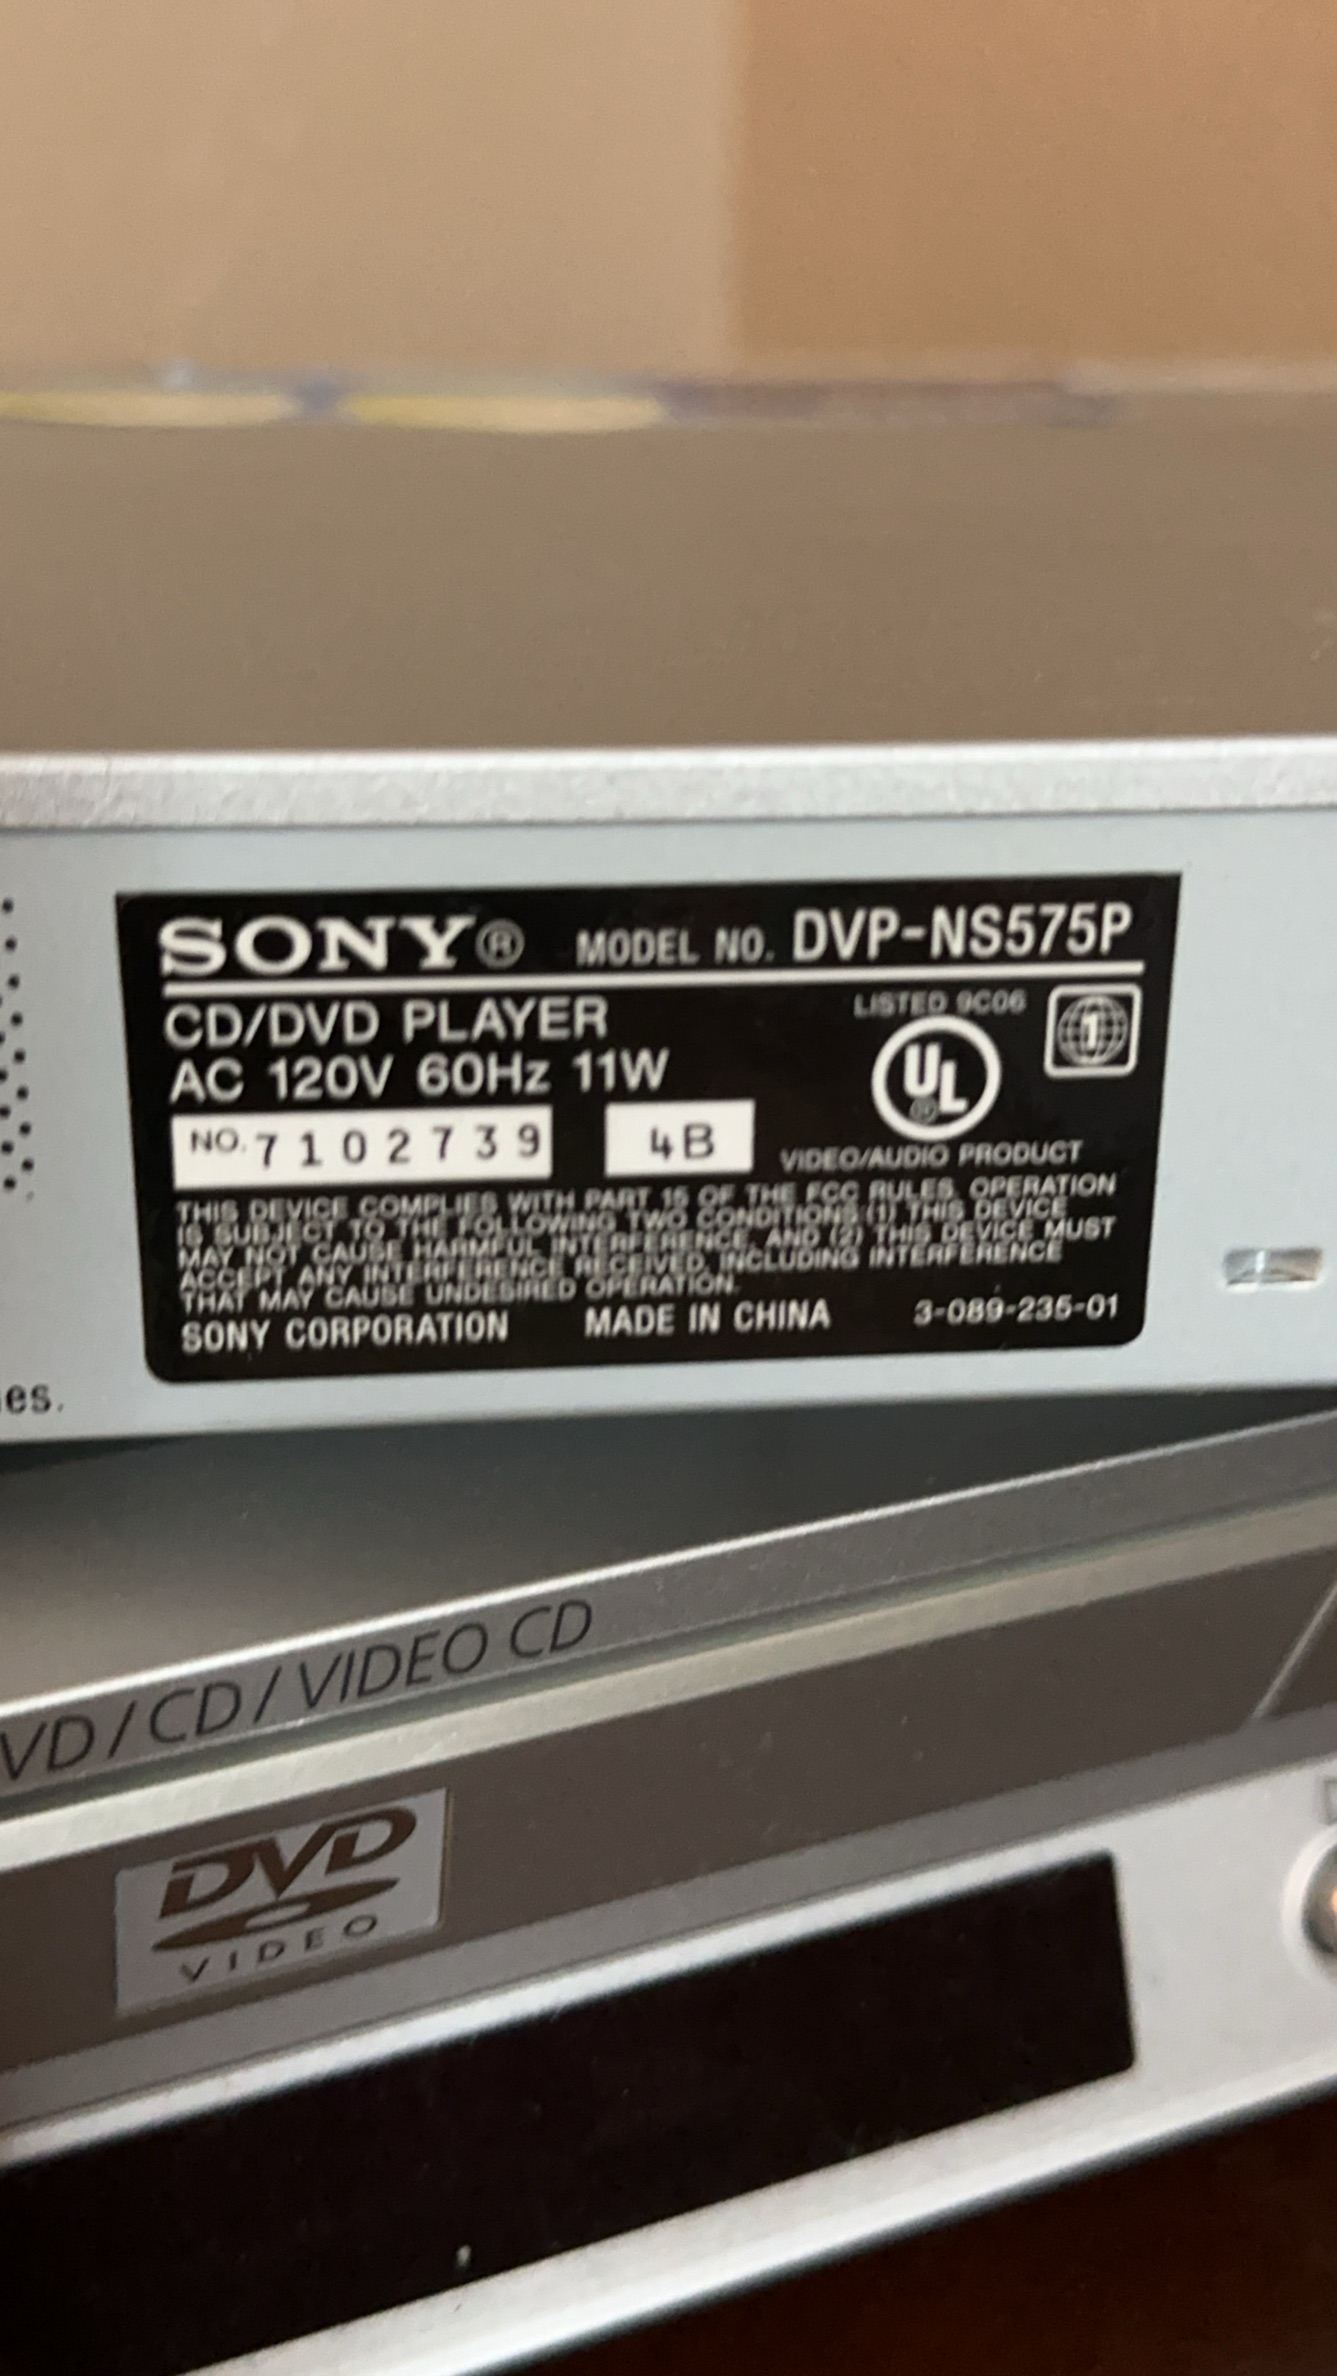 SONY® MODEL NO. DVP-NS575P
CD/DVD PLAYER
LISTED 9C06
1
AC 120V 60Hz 11W
UL®
NO. 7102739 4B
VIDEO/AUDIO PRODUCT
THIS DEVICE COMPLIES WITH PART 15 OF THE FCC RULES. OPERATION
IS SUBJECT TO THE FOLLOWING TWO CONDITIONS: (1) THIS DEVICE
MAY NOT CAUSE HARMFUL INTERFERENCE, AND (2) THIS DEVICE MUST
ACCEPT ANY INTERFERENCE RECEIVED, INCLUDING INTERFERENCE
THAT MAY CAUSE UNDESIRED OPERATION.
SONY CORPORATION MADE IN CHINA 3-089-235-01
es.
VD/CD/VIDEO CD
DVD
VIDEO